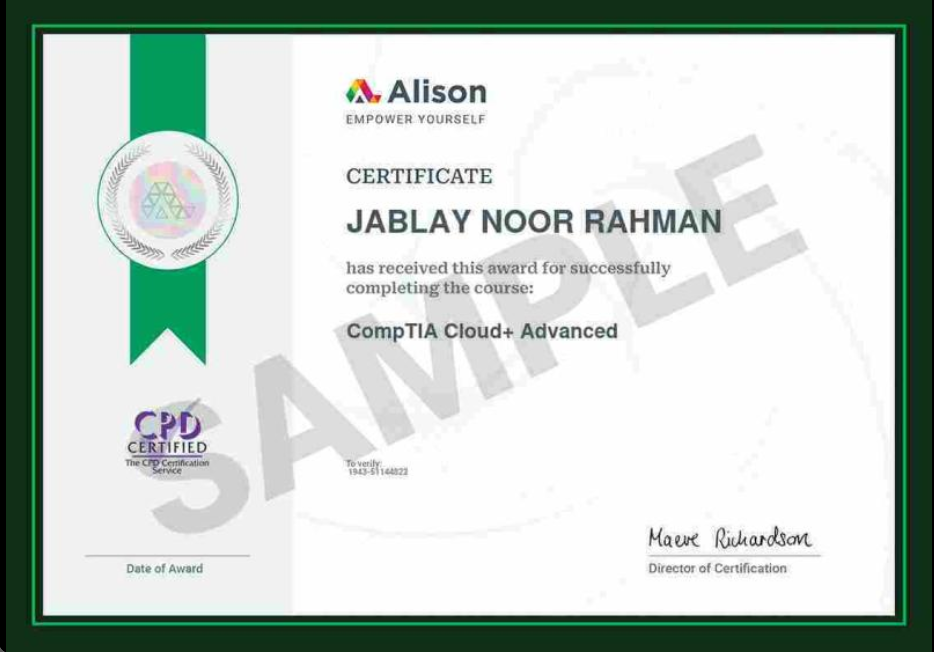 Alison
EMPOWER YOURSELF
CERTIFICATE
JABLAY NOOR RAHMAN
has received this award for successfully
completing the course:
CompTIA Cloud+ Advanced
SAMPLE
CPD
CERTIFIED
The CPD Certification
Service
To verify:
1943-51144823
Maeve Richardson
Date of Award
Director of Certification